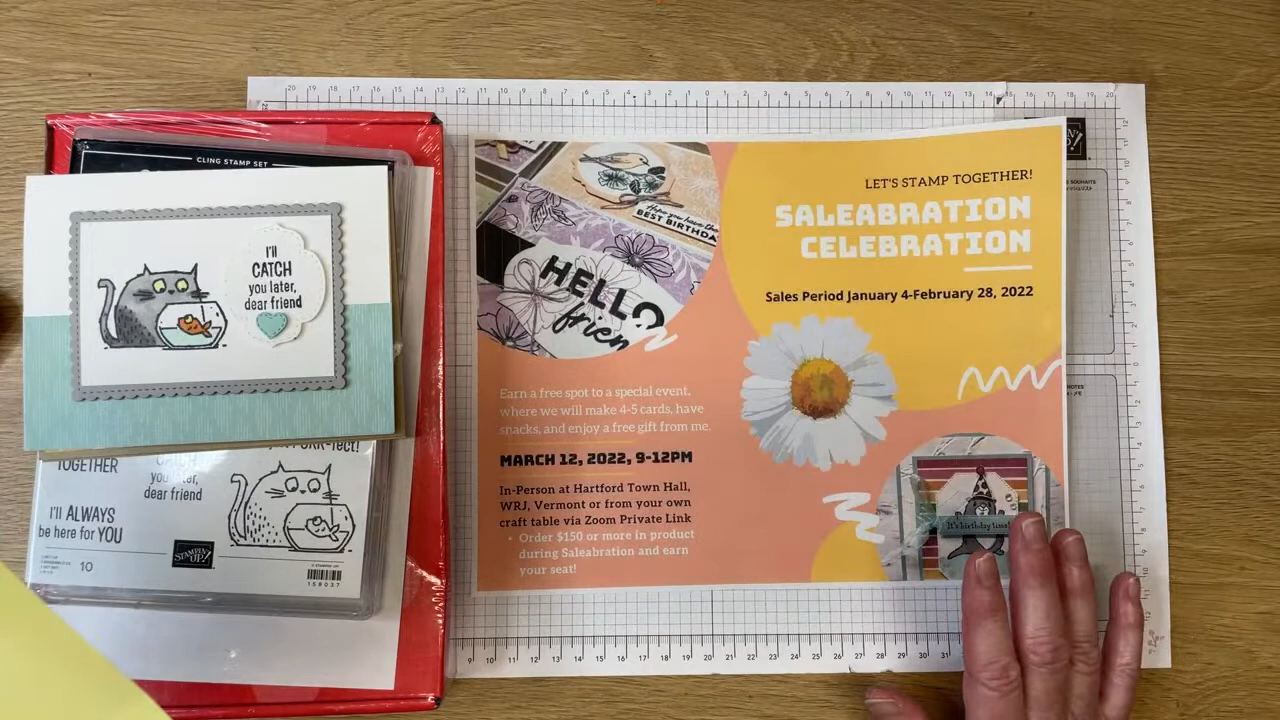 CLING STAMP SET
I'LL
CATCH
you later,
dear friend
TOGETHER
you later,
dear friend
I'll ALWAYS
be here for YOU
10
STAMPIN' UP!
158037
HELLO
BEST BIRTHDA
LET'S STAMP TOGETHER!
SALEABRATION
CELEBRATION
Sales Period January 4-February 28, 2022
Earn a free spot to a special event,
where we will make 4-5 cards, have
snacks, and enjoy a free gift from me.
MARCH 12, 2022, 9-12PM
In-Person at Hartford Town Hall,
WRJ, Vermont or from your own
craft table via Zoom Private Link
• Order $150 or more in product
during Saleabration and earn
your seat!
It's birthday time!